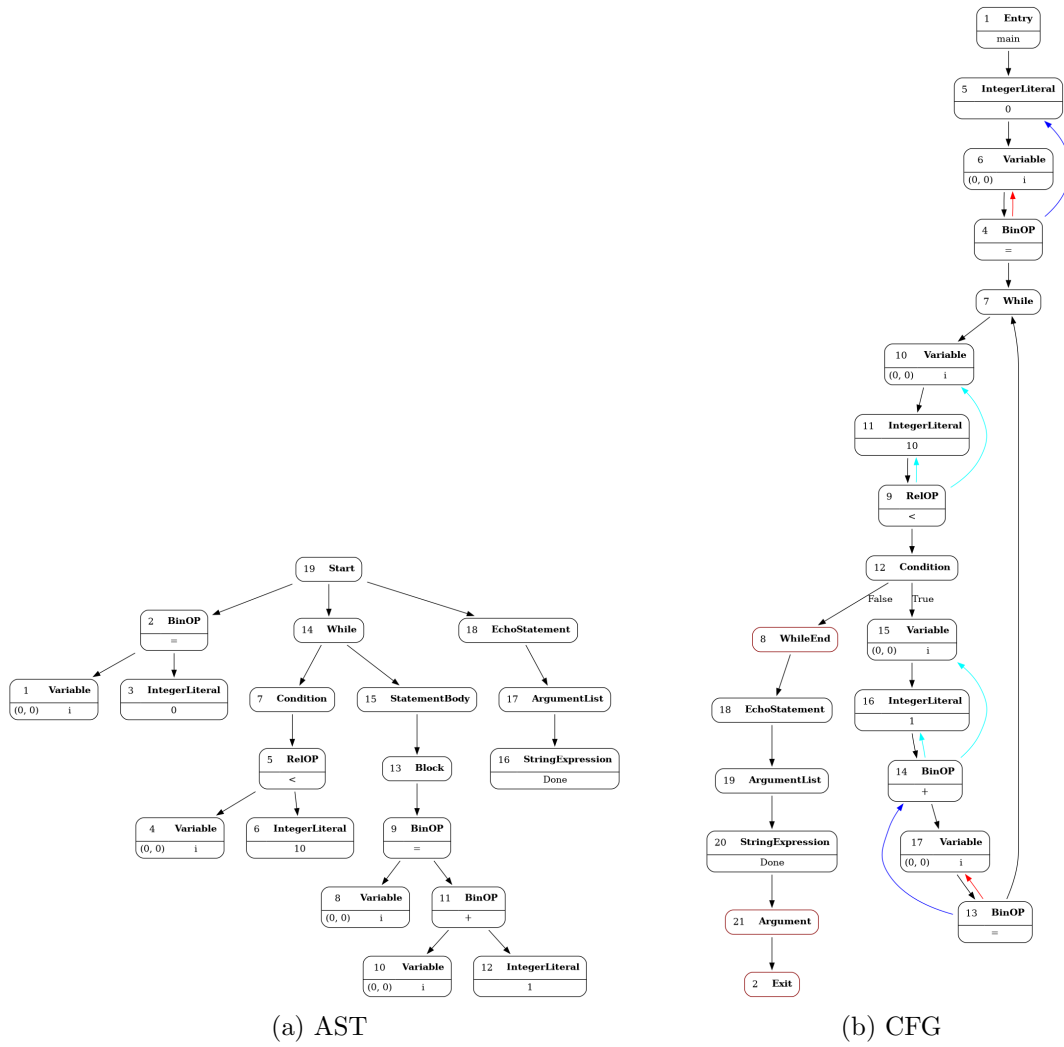 1 Entry
main
5 IntegerLiteral
0
6 Variable
(0, 0) i
4 BinOP
=
7 While
10 Variable
(0, 0) i
11 IntegerLiteral
10
9 RelOP
<
12 Condition
False True
8 WhileEnd
15 Variable
(0, 0) i
16 IntegerLiteral
1
18 EchoStatement
14 BinOP
+
19 ArgumentList
17 Variable
(0, 0) i
20 StringExpression
Done
13 BinOP
=
21 Argument
2 Exit
19 Start
2 BinOP
=
14 While
18 EchoStatement
1 Variable
(0, 0) i
3 IntegerLiteral
0
7 Condition
15 StatementBody
17 ArgumentList
5 RelOP
<
13 Block
16 StringExpression
Done
4 Variable
(0, 0) i
6 IntegerLiteral
10
9 BinOP
=
8 Variable
(0, 0) i
11 BinOP
+
10 Variable
(0, 0) i
12 IntegerLiteral
1
(a) AST
(b) CFG